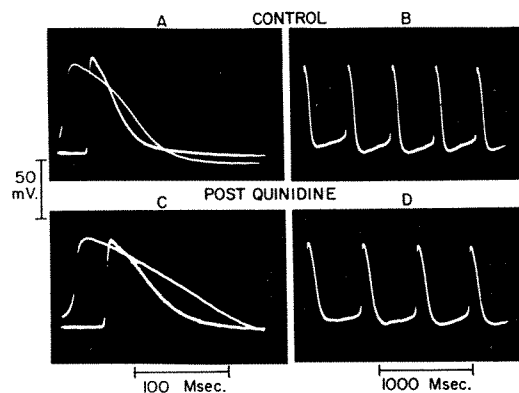 A CONTROL B
50
mV.
POST QUINIDINE
C D
100 Msec. 1000 Msec.